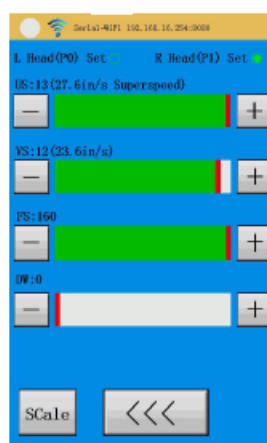 Serial-WIFI 192.168.16.254:8080
L Head(P0) Set R Head(P1) Set
US:13(27.6in/s Superspeed)
— +
VS:12(23.6in/s)
— +
FS:160
— +
DW:0
— +
SCale <<<